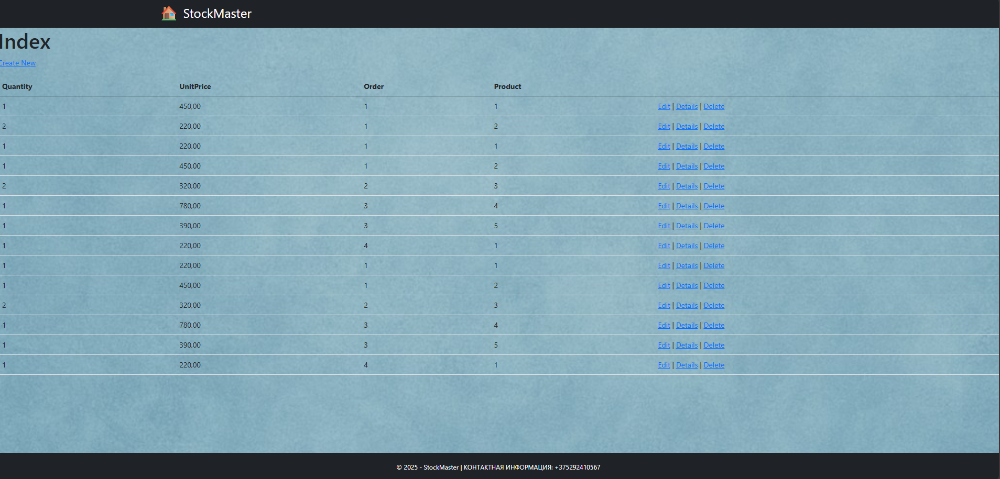 StockMaster
Index
Create New
Quantity UnitPrice Order Product
1 450,00 1 1 Edit | Details | Delete
2 220,00 1 2 Edit | Details | Delete
1 220,00 1 1 Edit | Details | Delete
1 450,00 1 2 Edit | Details | Delete
2 320,00 2 3 Edit | Details | Delete
1 780,00 3 4 Edit | Details | Delete
1 390,00 3 5 Edit | Details | Delete
1 220,00 4 1 Edit | Details | Delete
1 220,00 1 1 Edit | Details | Delete
1 450,00 1 2 Edit | Details | Delete
2 320,00 2 3 Edit | Details | Delete
1 780,00 3 4 Edit | Details | Delete
1 390,00 3 5 Edit | Details | Delete
1 220,00 4 1 Edit | Details | Delete
© 2025 - StockMaster | КОНТАКТНАЯ ИНФОРМАЦИЯ: +375292410567